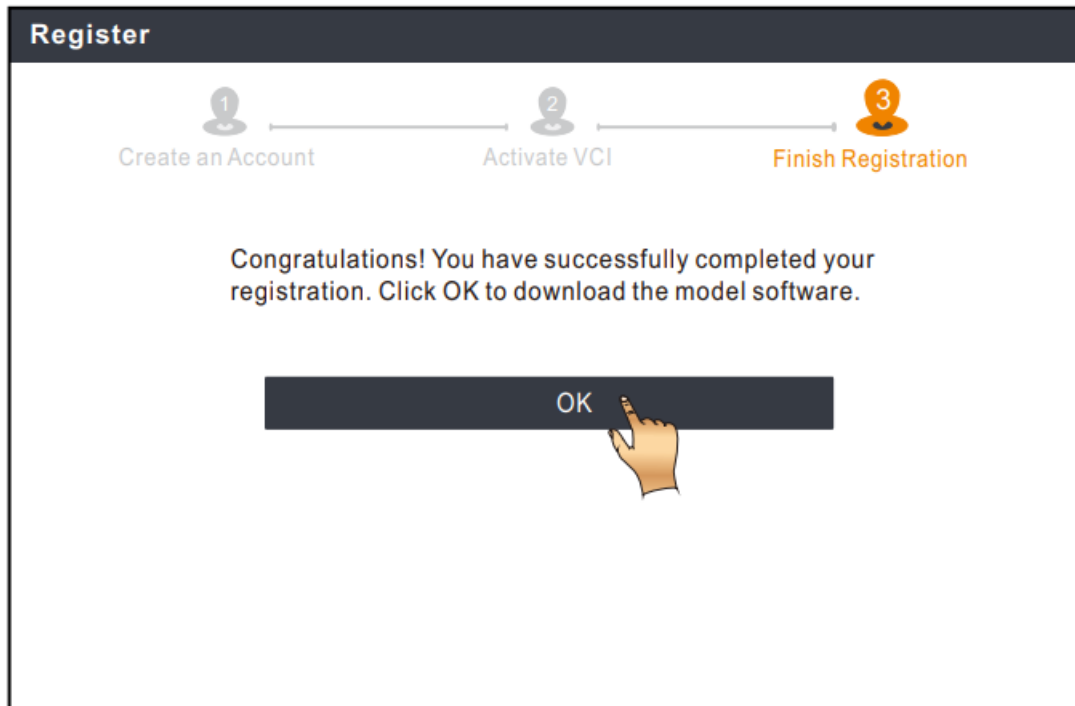 Register
1
2
3
Create an Account
Activate VCI
Finish Registration
Congratulations! You have successfully completed your
registration. Click OK to download the model software.
OK